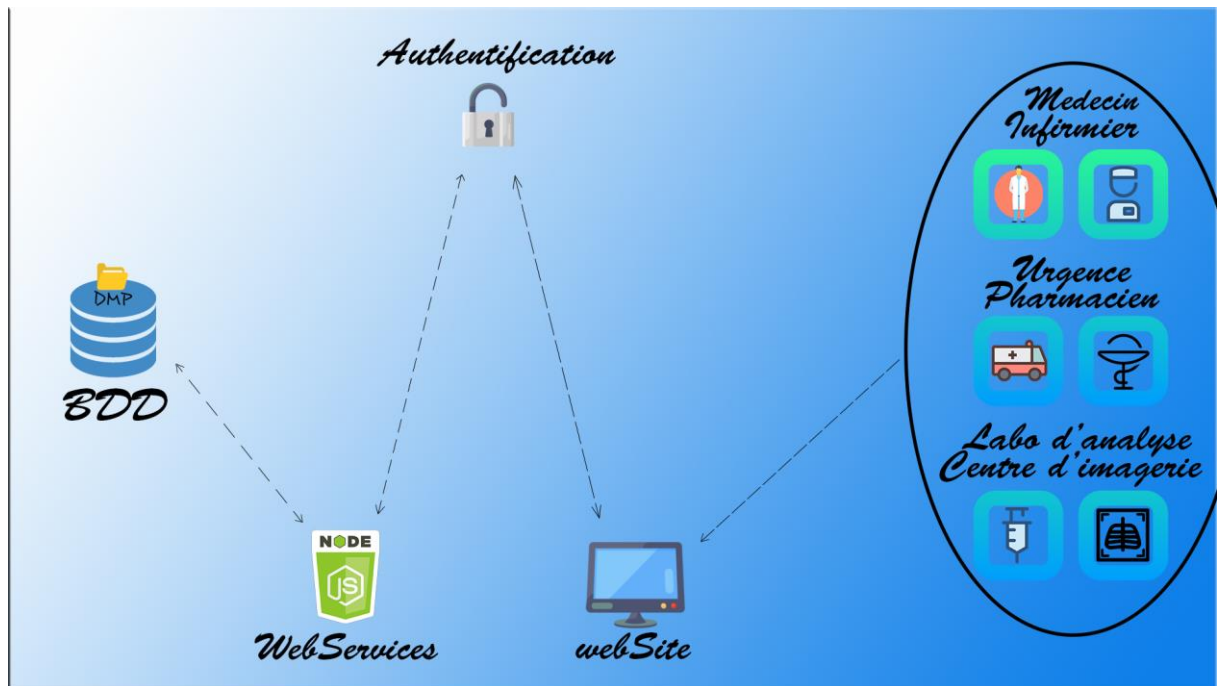 Authentification
Medecin
Infirmier
Urgence
Pharmacien
Labo d'analyse
Centre d'imagerie
DMP
BDD
NODE
JS
WebServices
webSite